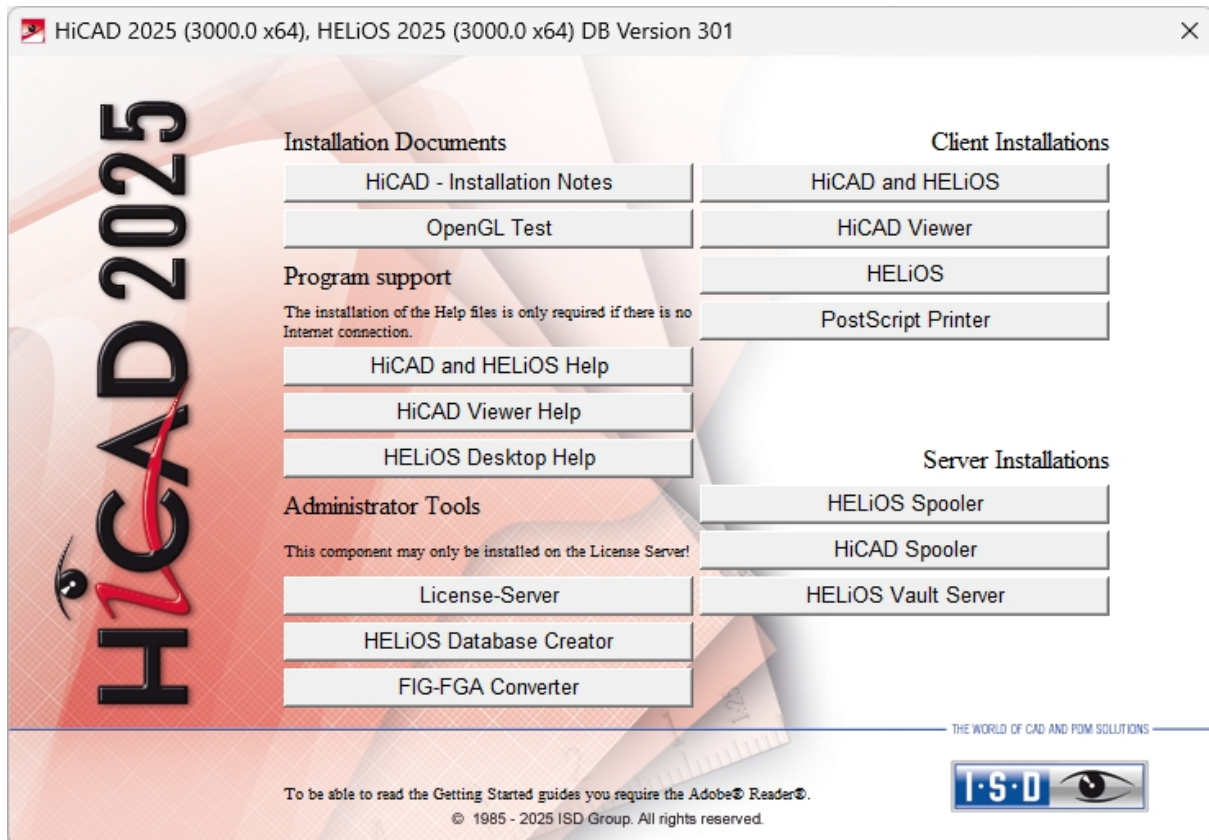 HiCAD 2025 (3000.0 x64), HELiOS 2025 (3000.0 x64) DB Version 301
HiCAD 2025
Installation Documents
HiCAD - Installation Notes
OpenGL Test
Program support
The installation of the Help files is only required if there is no
Internet connection.
HiCAD and HELiOS Help
HiCAD Viewer Help
HELiOS Desktop Help
Administrator Tools
This component may only be installed on the License Server!
License-Server
HELiOS Database Creator
FIG-FGA Converter
Client Installations
HiCAD and HELiOS
HiCAD Viewer
HELiOS
PostScript Printer
Server Installations
HELiOS Spooler
HiCAD Spooler
HELiOS Vault Server
THE WORLD OF CAD AND PDM SOLUTIONS
I·S·D
To be able to read the Getting Started guides you require the Adobe® Reader®.
© 1985 - 2025 ISD Group. All rights reserved.